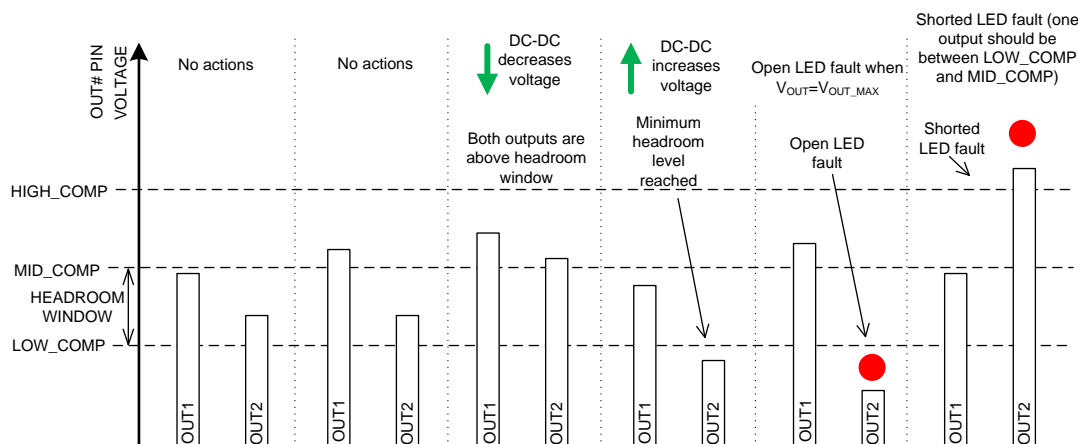 OUT# PIN
VOLTAGE
No actions
No actions
DC-DC
decreases
voltage
DC-DC
increases
voltage
Open LED fault when
VOUT=VOUT_MAX
Shorted LED fault (one
output should be
between LOW_COMP
and MID_COMP)
Both outputs are
above headroom
window
Minimum
headroom
level
reached
Open LED
fault
Shorted
LED fault
HIGH_COMP
MID_COMP
HEADROOM
WINDOW
LOW_COMP
OUT1
OUT2
OUT1
OUT2
OUT1
OUT2
OUT1
OUT2
OUT1
OUT2
OUT1
OUT2